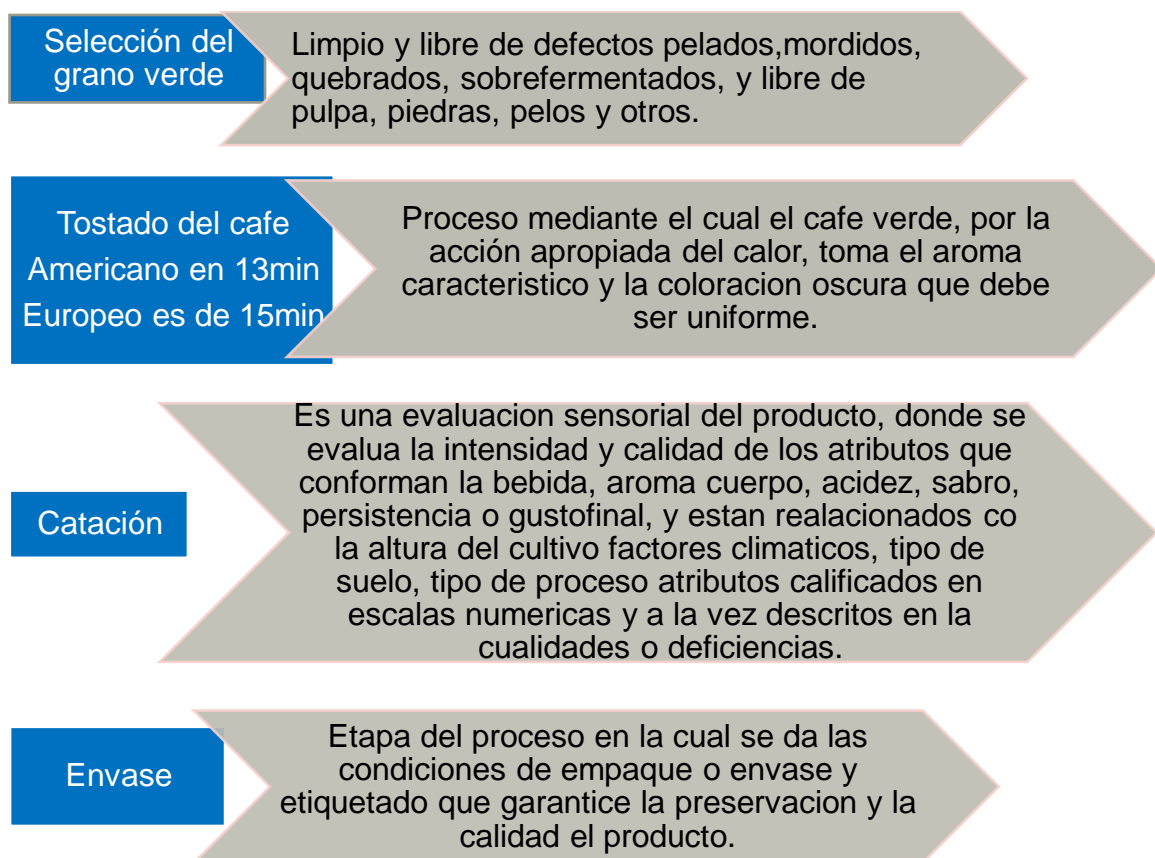 Selección del
grano verde
Limpio y libre de defectos pelados,mordidos,
quebrados, sobrefermentados, y libre de
pulpa, piedras, pelos y otros.
Tostado del cafe
Americano en 13min
Europeo es de 15min
Proceso mediante el cual el cafe verde, por la
acción apropiada del calor, toma el aroma
caracteristico y la coloracion oscura que debe
ser uniforme.
Catación
Es una evaluacion sensorial del producto, donde se
evalua la intensidad y calidad de los atributos que
conforman la bebida, aroma cuerpo, acidez, sabro,
persistencia o gustofinal, y estan realacionados co
la altura del cultivo factores climaticos, tipo de
suelo, tipo de proceso atributos calificados en
escalas numericas y a la vez descritos en la
cualidades o deficiencias.
Envase
Etapa del proceso en la cual se da las
condiciones de empaque o envase y
etiquetado que garantice la preservacion y la
calidad el producto.